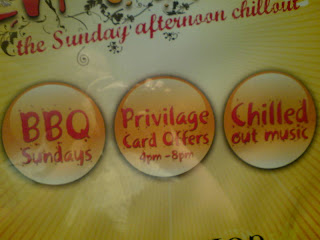 the Sunday afternoon chillout
BBQ
Sundays
Privilage
Card Offers
4pm - 8pm
Chilled
out music